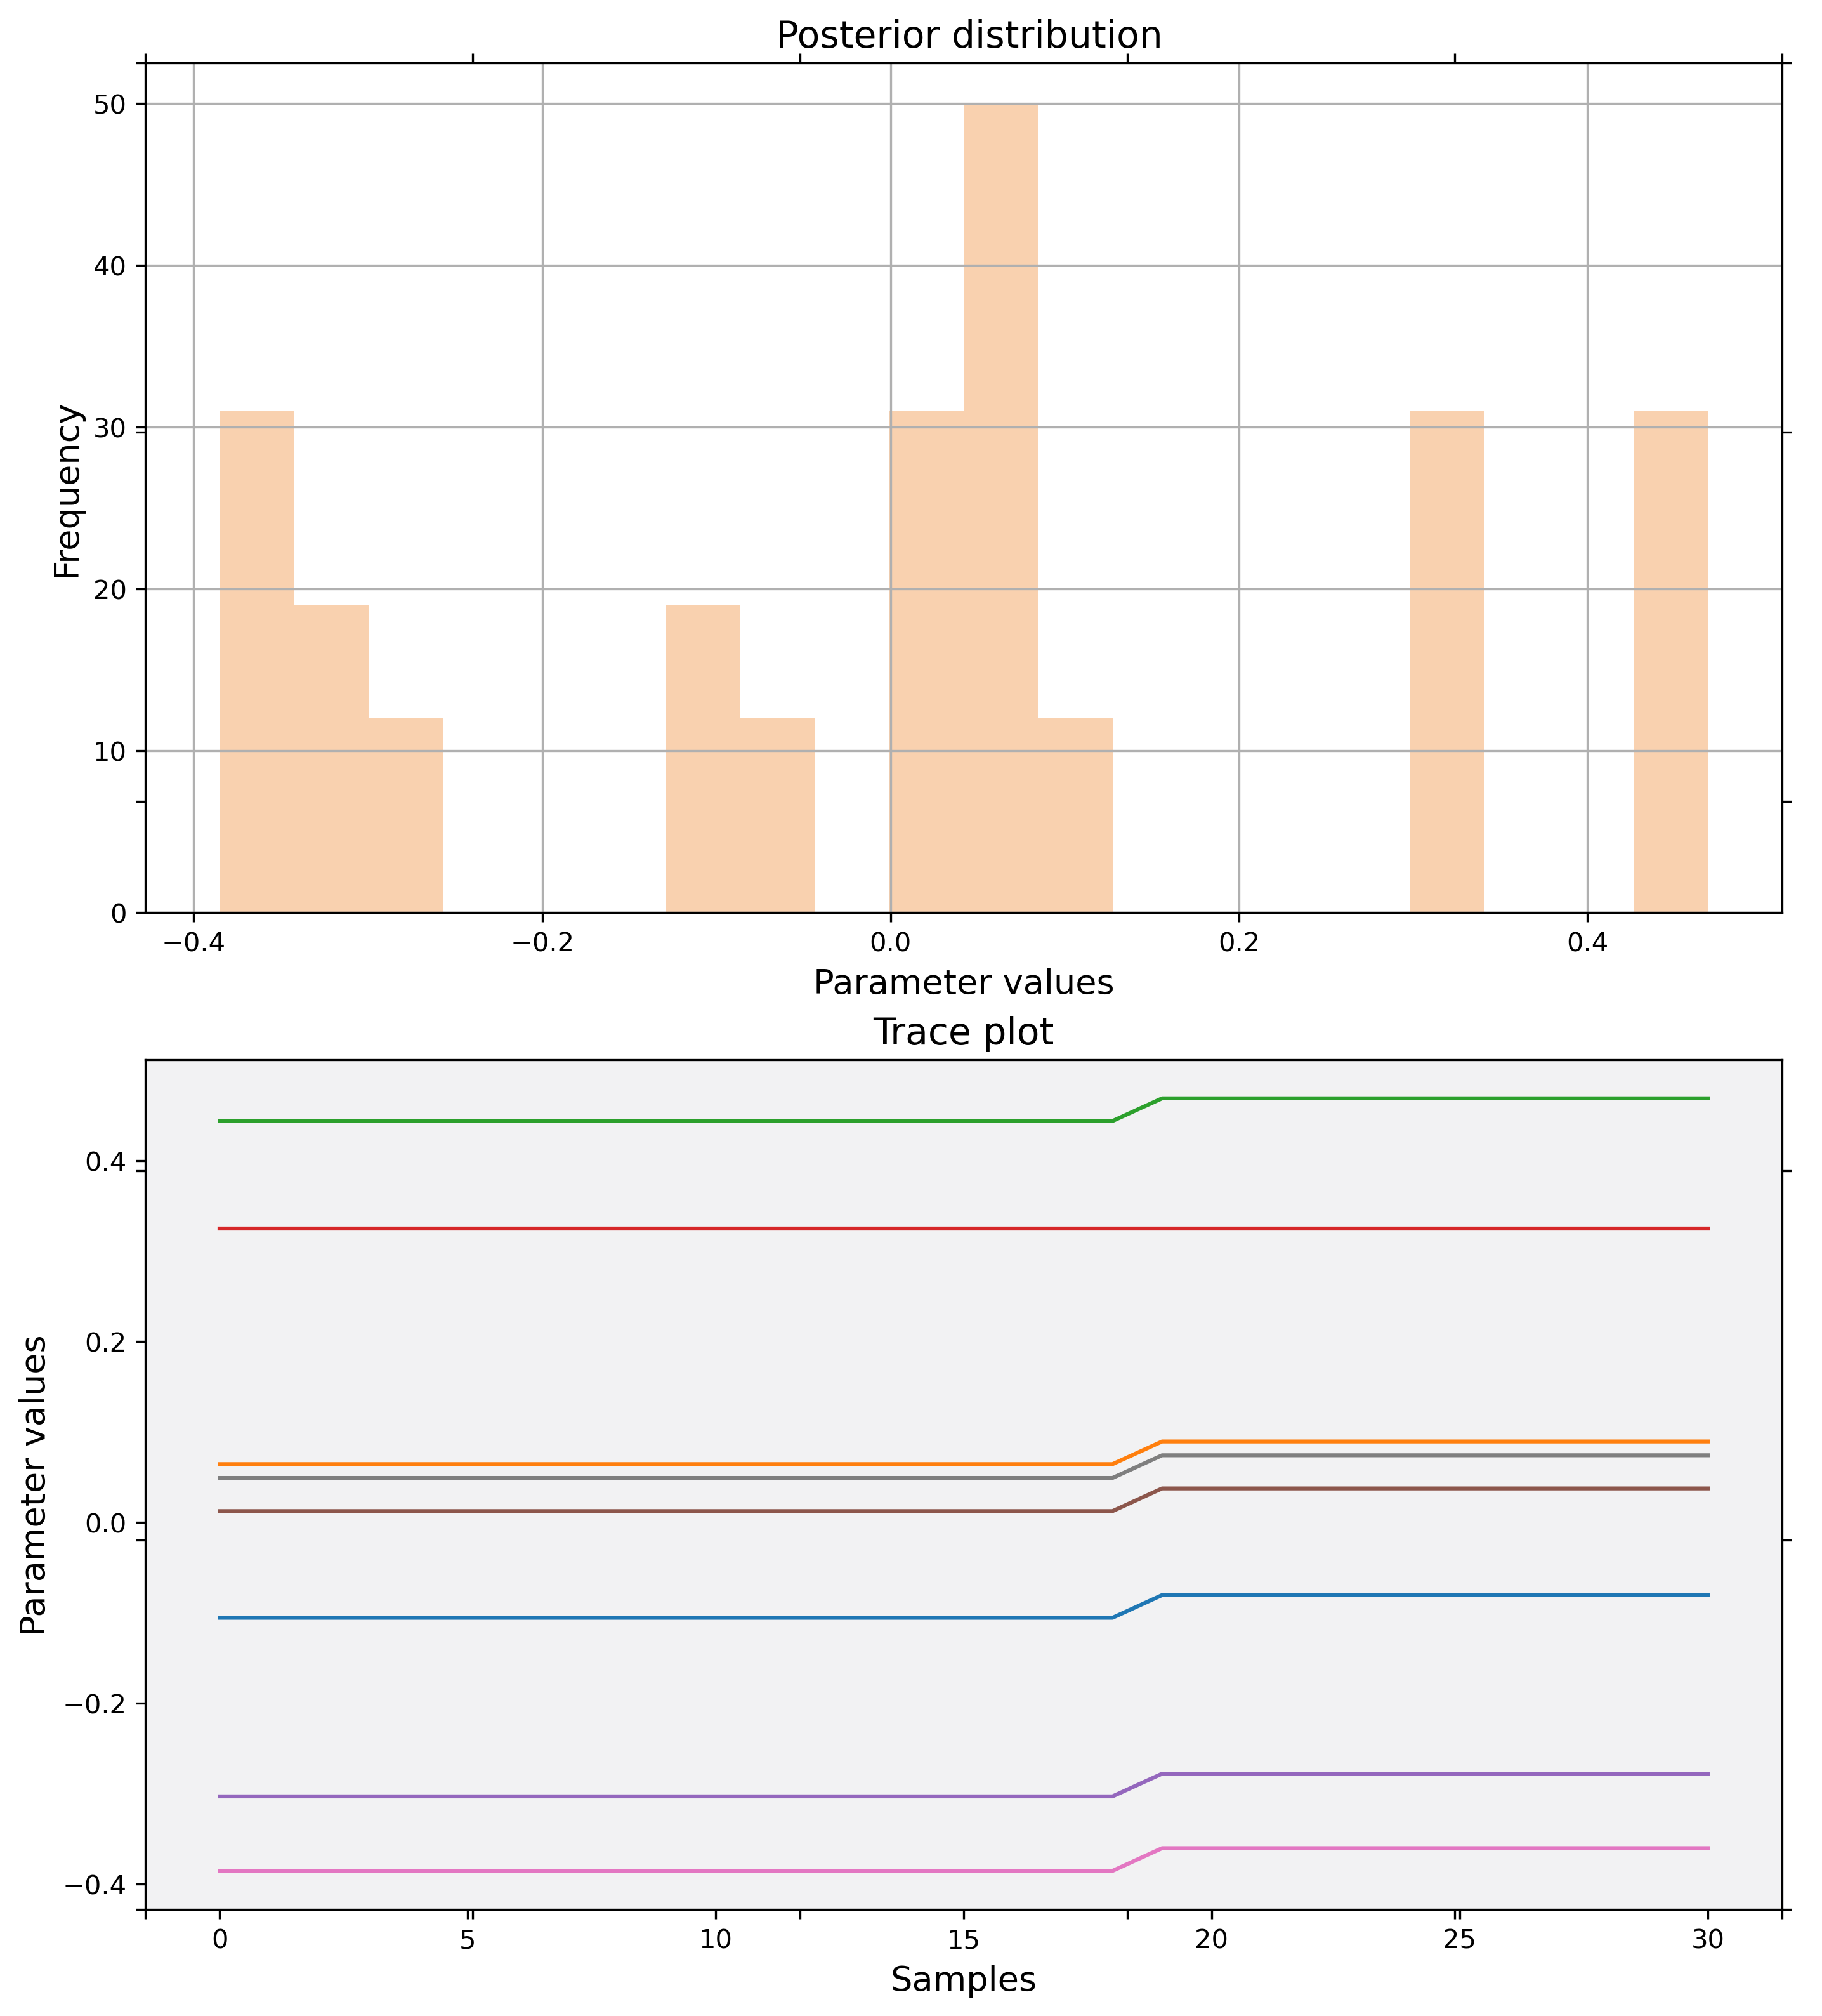 Posterior distribution
50
40
30
20
10
0
Frequency
−0.4 −0.2 0.0 0.2 0.4
Parameter values
Trace plot
0.4
0.2
0.0
−0.2
−0.4
Parameter values
0 5 10 15 20 25 30
Samples